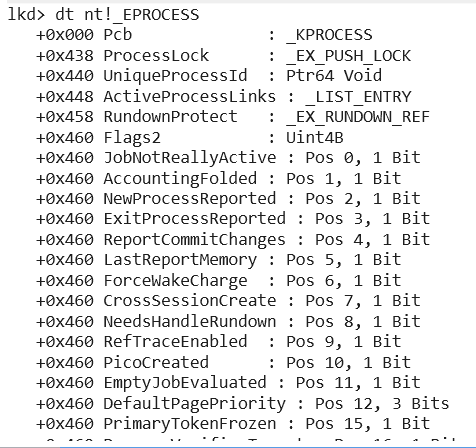 lkd> dt nt!_EPROCESS
+0x000 Pcb : _KPROCESS
+0x438 ProcessLock : _EX_PUSH_LOCK
+0x440 UniqueProcessId : Ptr64 Void
+0x448 ActiveProcessLinks : _LIST_ENTRY
+0x458 RundownProtect : _EX_RUNDOWN_REF
+0x460 Flags2 : Uint4B
+0x460 JobNotReallyActive : Pos 0, 1 Bit
+0x460 AccountingFolded : Pos 1, 1 Bit
+0x460 NewProcessReported : Pos 2, 1 Bit
+0x460 ExitProcessReported : Pos 3, 1 Bit
+0x460 ReportCommitChanges : Pos 4, 1 Bit
+0x460 LastReportMemory : Pos 5, 1 Bit
+0x460 ForceWakeCharge : Pos 6, 1 Bit
+0x460 CrossSessionCreate : Pos 7, 1 Bit
+0x460 NeedsHandleRundown : Pos 8, 1 Bit
+0x460 RefTraceEnabled : Pos 9, 1 Bit
+0x460 PicoCreated : Pos 10, 1 Bit
+0x460 EmptyJobEvaluated : Pos 11, 1 Bit
+0x460 DefaultPagePriority : Pos 12, 3 Bits
+0x460 PrimaryTokenFrozen : Pos 15, 1 Bit